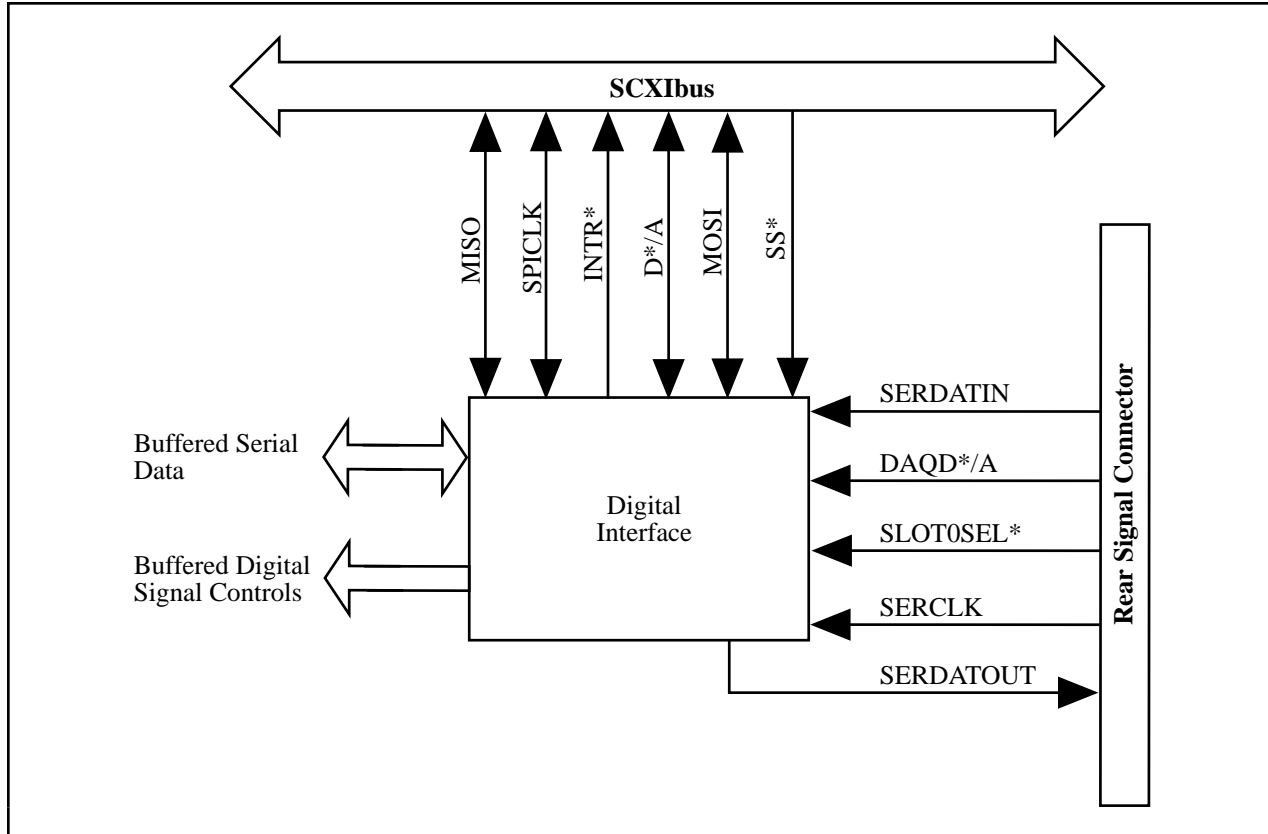 SCXIbus
MISO
SPICLK
INTR*
D*/A
MOSI
SS*
SERDATIN
DAQD*/A
SLOT0SEL*
SERCLK
SERDATOUT
Rear Signal Connector
Buffered Serial
Data
Digital
Interface
Buffered Digital
Signal Controls